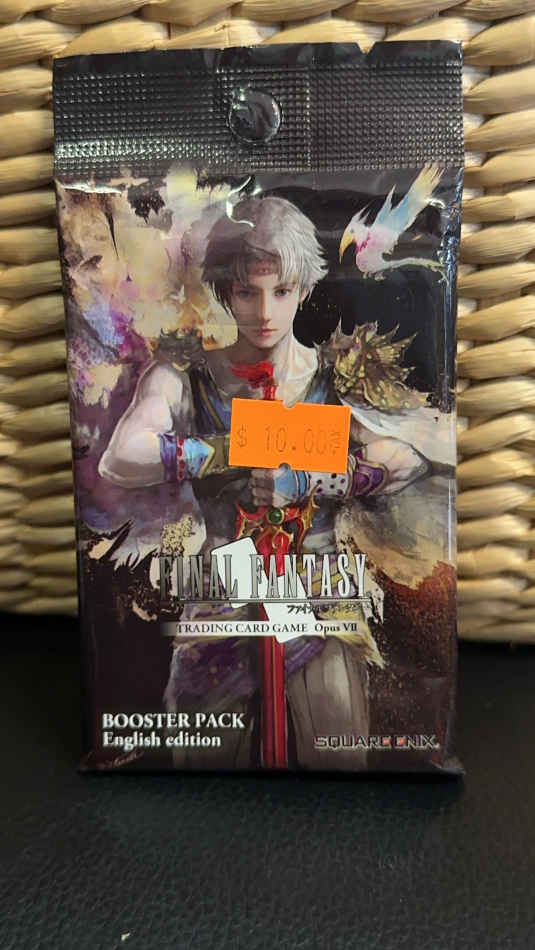 $ 10.00
FINAL FANTASY
ファイナルファンタジー
TRADING CARD GAME Opus VII
BOOSTER PACK
English edition
SQUARE ENIX.